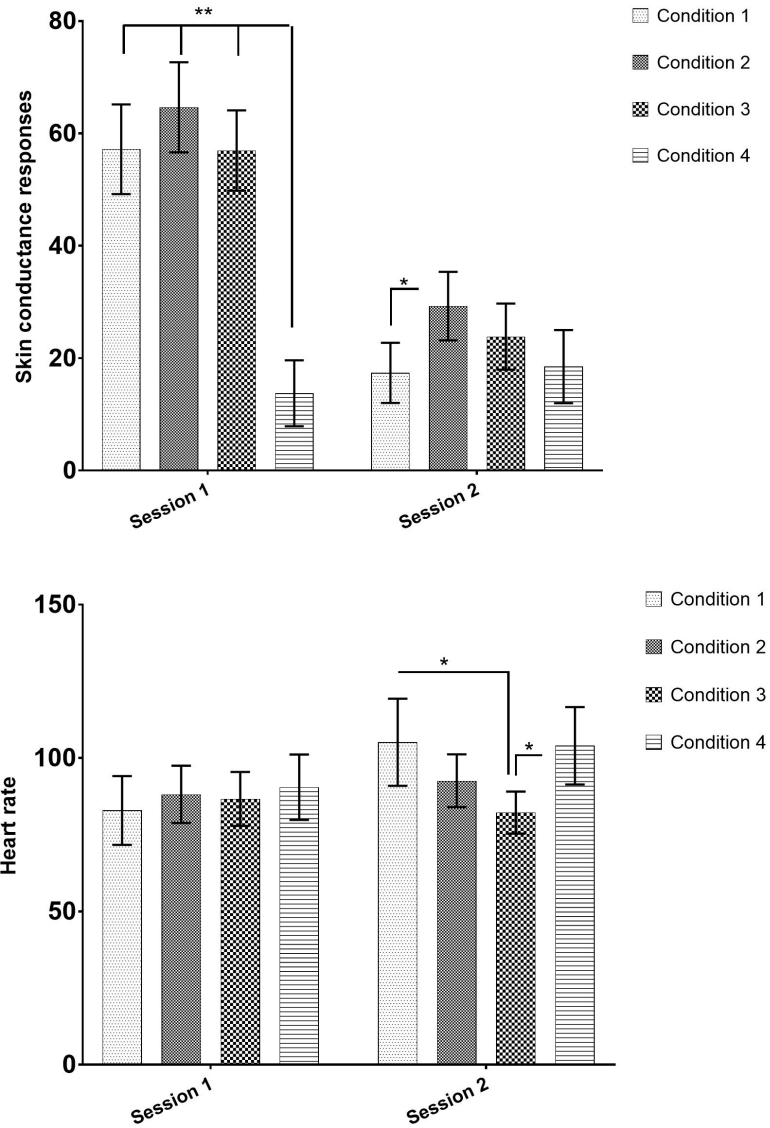 80
**
60
40
*
20
0
Skin conductance responses
Session 1
Session 2
Condition 1
Condition 2
Condition 3
Condition 4
150
*
100
*
50
0
Heart rate
Session 1
Session 2
Condition 1
Condition 2
Condition 3
Condition 4